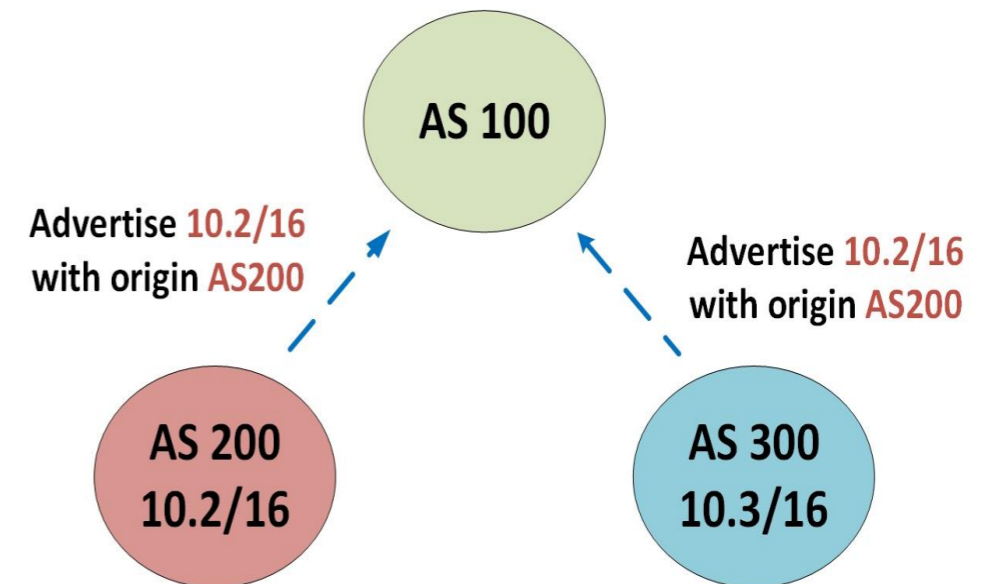 AS 100
Advertise 10.2/16
with origin AS200
Advertise 10.2/16
with origin AS200
AS 200
10.2/16
AS 300
10.3/16